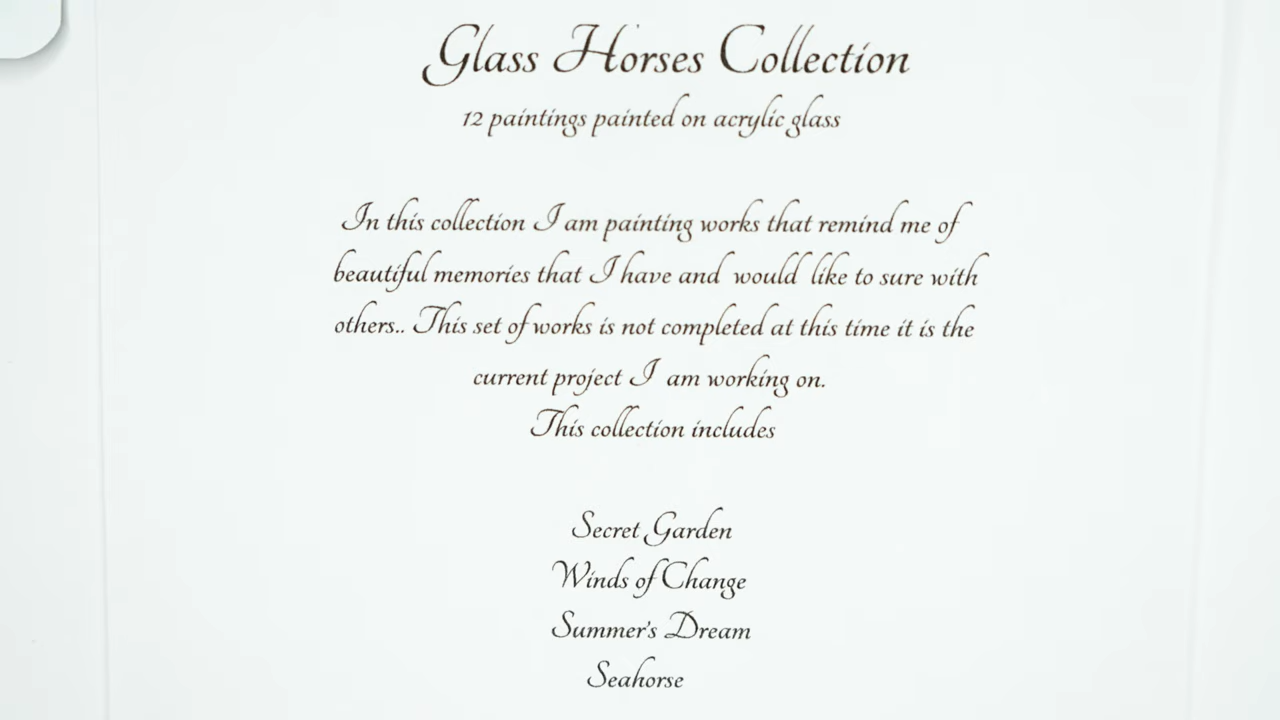 Glass Horses Collection
12 paintings painted on acrylic glass
In this collection I am painting works that remind me of
beautiful memories that I have and would like to sure with
others.. This set of works is not completed at this time it is the
current project I am working on.
This collection includes
Secret Garden
Winds of Change
Summer's Dream
Seahorse